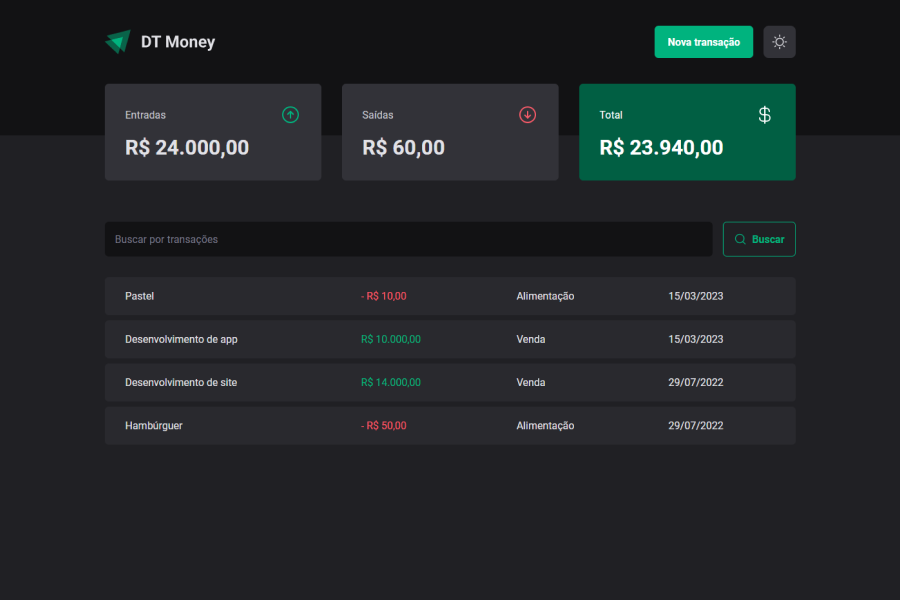 DT Money
Nova transação
Entradas
R$ 24.000,00
Saídas
R$ 60,00
Total
R$ 23.940,00
Buscar por transações
Buscar
Pastel - R$ 10,00 Alimentação 15/03/2023
Desenvolvimento de app R$ 10.000,00 Venda 15/03/2023
Desenvolvimento de site R$ 14.000,00 Venda 29/07/2022
Hambúrguer - R$ 50,00 Alimentação 29/07/2022